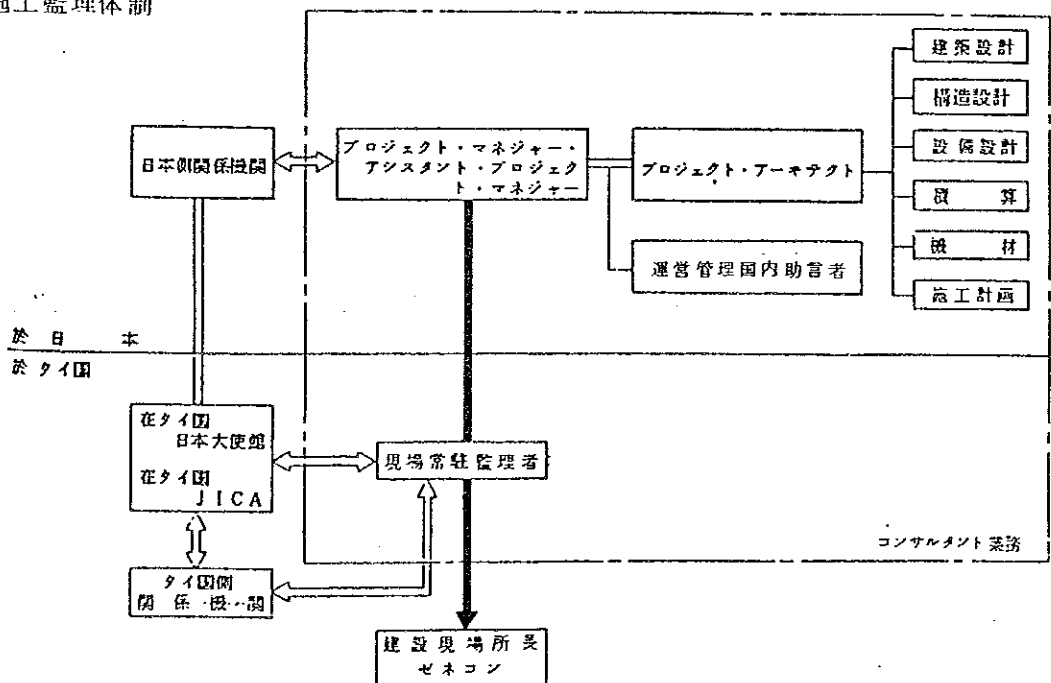 施工監理体制
建築設計
構造設計
設備設計
積　　算
機　　材
施工計画
日本側関係機関
プロジェクト・マネジャー・
アシスタント・プロジェク
ト・マネジャー
プロジェクト・アーキテクト
運営管理国内助言者
於　日　　本
於 タイ国
在タイ国
日本大使館
在タイ国
JICA
現場常駐監理者
コンサルタント業務
タイ国側
関 係 機 関
建 設 現 場 所 長
ゼネコン